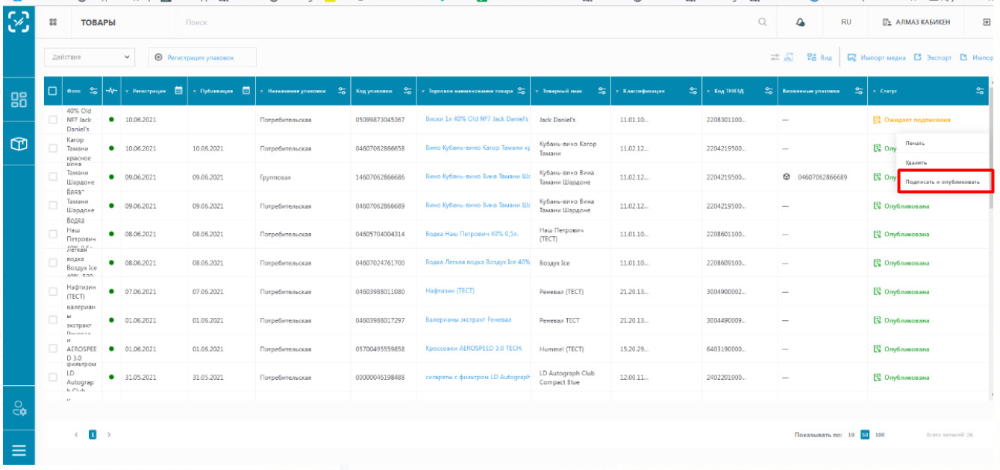 ТОВАРЫ
Поиск
RU
АЛМАЗ КАБИКЕН
Действие
Регистрация упаковок
Вид
Импорт медиа
Экспорт
Импор
Фото
Регистрация
Публикация
Назначение упаковки
Код упаковки
Торговое наименование товара
Товарный знак
Классификация
Код ТНВЭД
Вложенные упаковки
Статус
40% Old
№7 Jack
Daniel's
10.06.2021
Потребительская
05099873045367
Виски 1л 40% Old №7 Jack Daniel's
Jack Daniel's
11.01.10...
2208301100...
—
Ожидает подписания
Кагор
Тамани
красное
10.06.2021
10.06.2021
Потребительская
04607062866658
Вино Кубань-вино Кагор Тамани кр
Кубань-вино Кагор
Тамани
11.02.12...
2204219500...
—
Опу
Печать
Удалить
Подписать и опубликовать
вина
Тамани
Шардоне
09.06.2021
09.06.2021
Групповая
14607062866686
Вино Кубань-вино Вина Тамани Ша
Кубань-вино Вина
Тамани Шардоне
11.02.12...
2204219500...
04607062866689
Опу
Тамани
Шардоне
09.06.2021
09.06.2021
Потребительская
04607062866689
Вино Кубань-вино Вина Тамани Ша
Кубань-вино Вина
Тамани Шардоне
11.02.12...
2204219500...
—
Опубликована
Водка
Наш
Петрович
08.06.2021
08.06.2021
Потребительская
04605704004314
Водка Наш Петрович 40% 0,5л.
Наш Петрович
(ТЕСТ)
11.01.10...
2208601100...
—
Опубликована
Легкая
водка
Воздух Ice
08.06.2021
08.06.2021
Потребительская
04607024761700
Водка Легкая водка Воздух Ice 40%
Воздух Ice
11.01.10...
2208609100...
—
Опубликована
Нафтизин
(ТЕСТ)
07.06.2021
07.06.2021
Потребительская
04603988011080
Нафтизин (ТЕСТ)
Реневал (ТЕСТ)
21.20.13...
3004900002...
—
Опубликована
валериан
ы
экстракт
01.06.2021
01.06.2021
Потребительская
04603988017297
Валерианы экстракт Реневал
Реневал ТЕСТ
21.20.13...
3004490009...
—
Опубликована
и
AEROSPEE
D 3.0
01.06.2021
01.06.2021
Потребительская
05700495559858
Кроссовки AEROSPEED 3.0 TECH.
Hummel (ТЕСТ)
15.20.29...
6403190000...
—
Опубликована
фильтром
LD
Autograp
h Club
31.05.2021
31.05.2021
Потребительская
00000046198488
сигареты с фильтром LD Autograph
LD Autograph Club
Compact Blue
12.00.11...
2402201000...
—
Опубликована
1
Показывать по: 10 50 100
Всего записей: 26